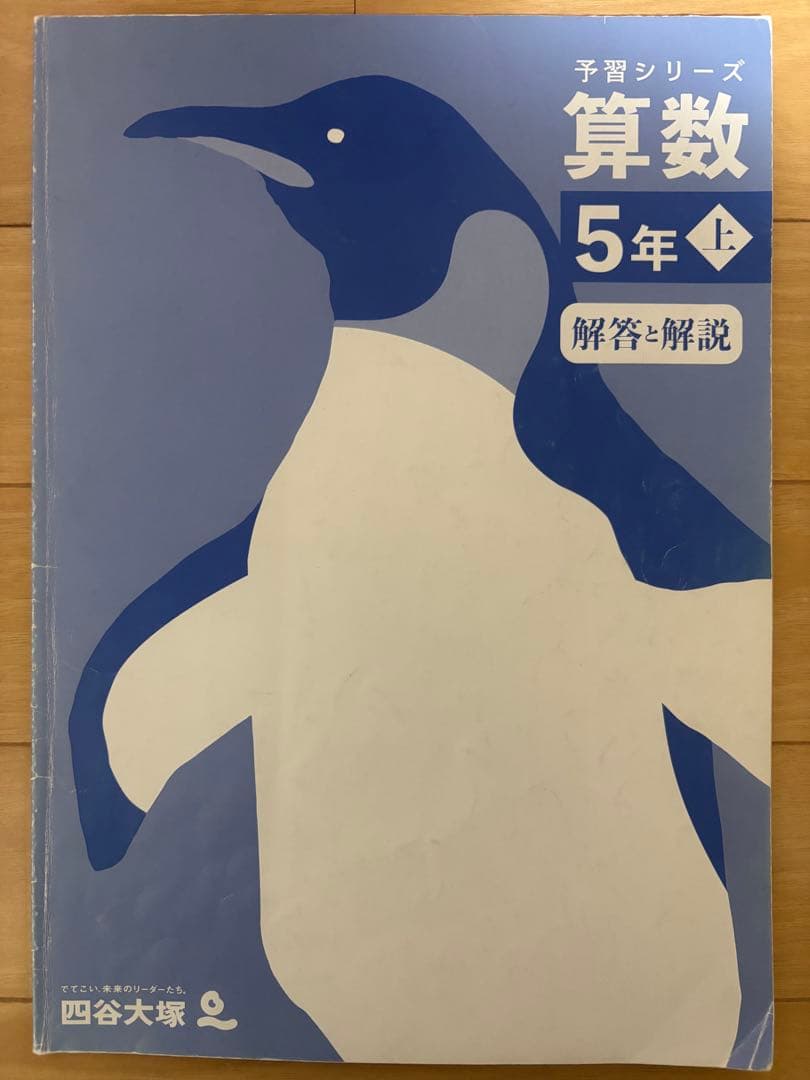 予習シリーズ
算数
5年 上
解答と解説
でてこい、未来のリーダーたち。
四谷大塚